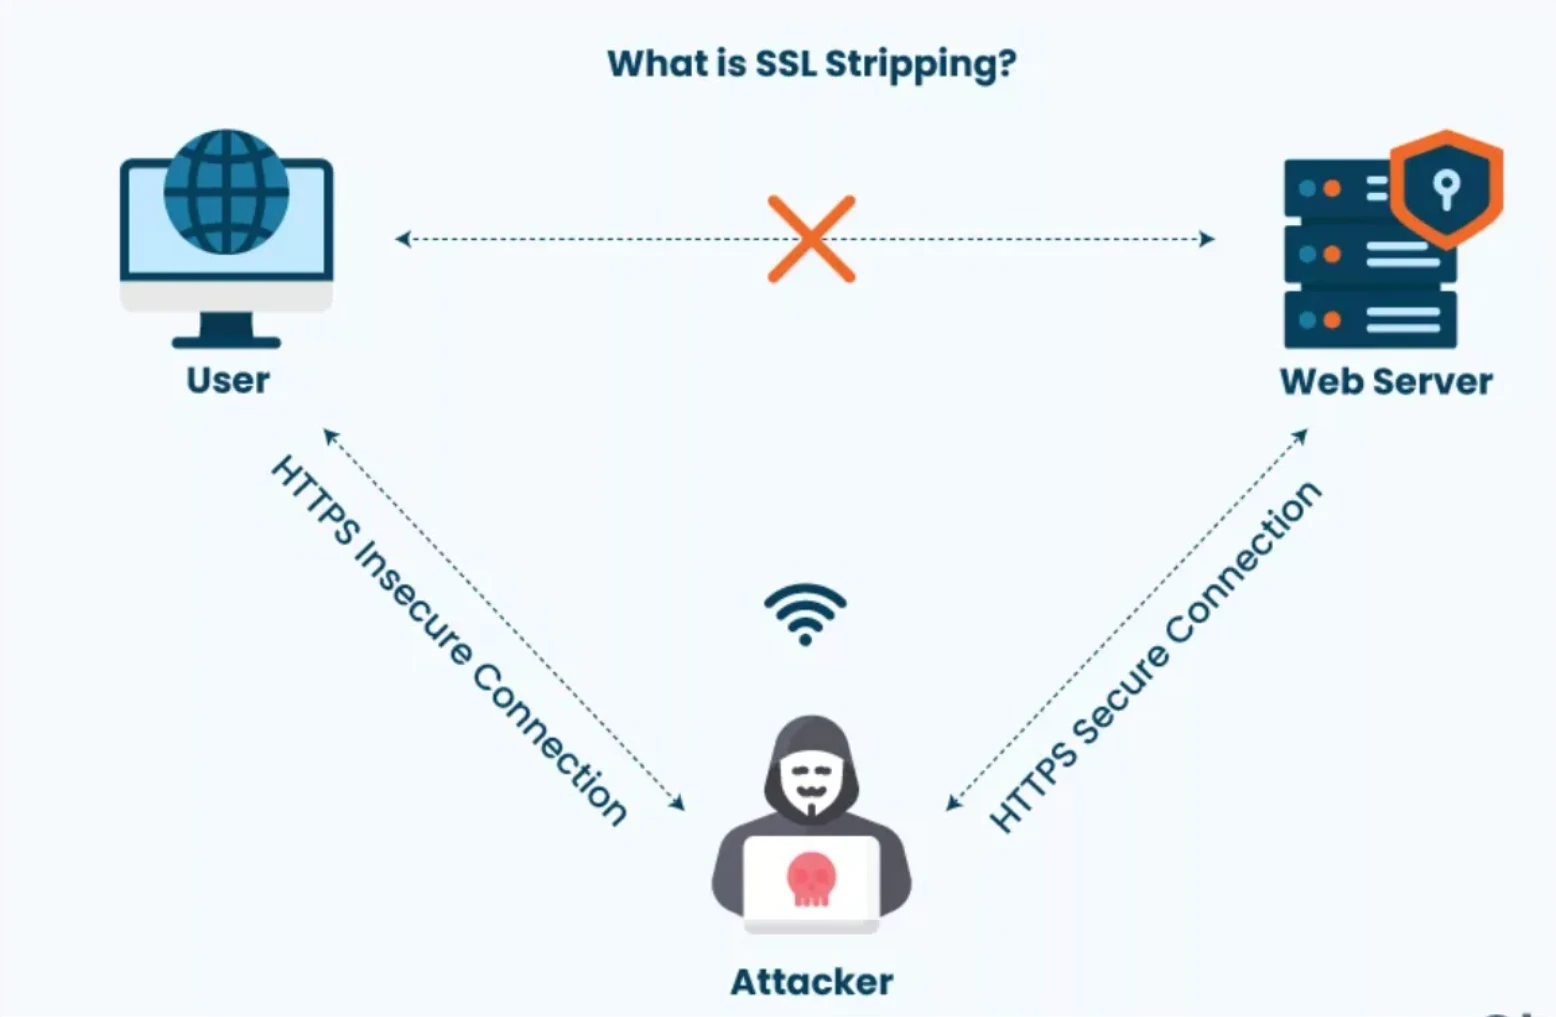 What is SSL Stripping?
User
Web Server
HTTPS Insecure Connection
HTTPS Secure Connection
Attacker